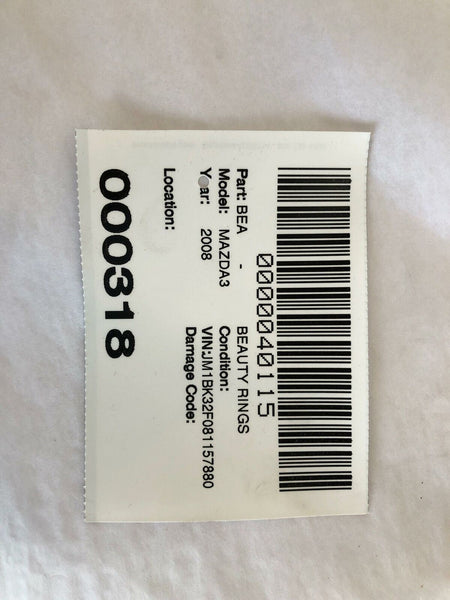 0000040115
Part: BEA - BEAUTY RINGS
Model: MAZDA3 Condition:
Year: 2008 VIN:JM1BK32F081157880
Damage Code:
Location:
000318